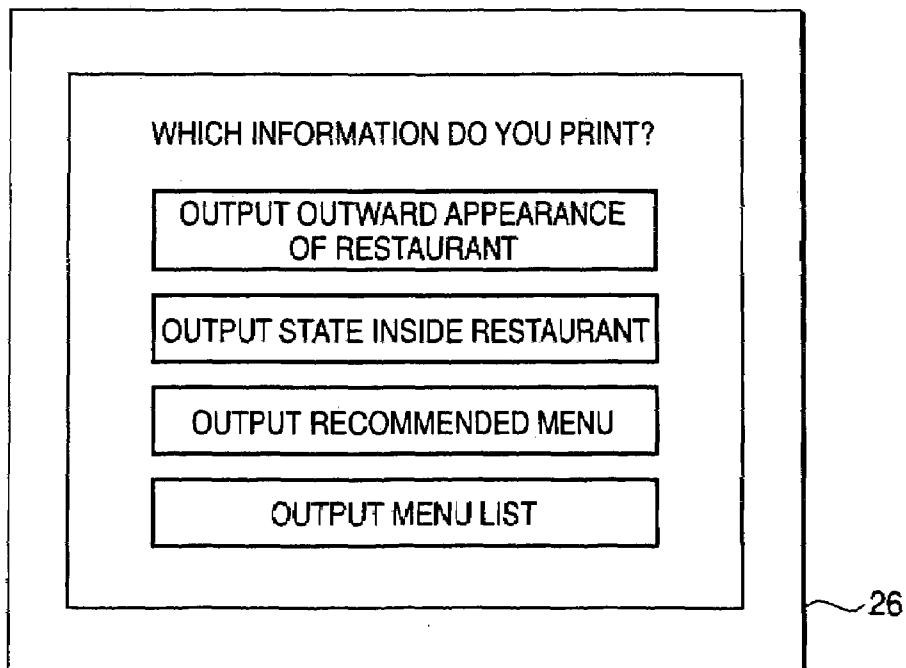 WHICH INFORMATION DO YOU PRINT?
OUTPUT OUTWARD APPEARANCE
OF RESTAURANT
OUTPUT STATE INSIDE RESTAURANT
OUTPUT RECOMMENDED MENU
OUTPUT MENU LIST
26